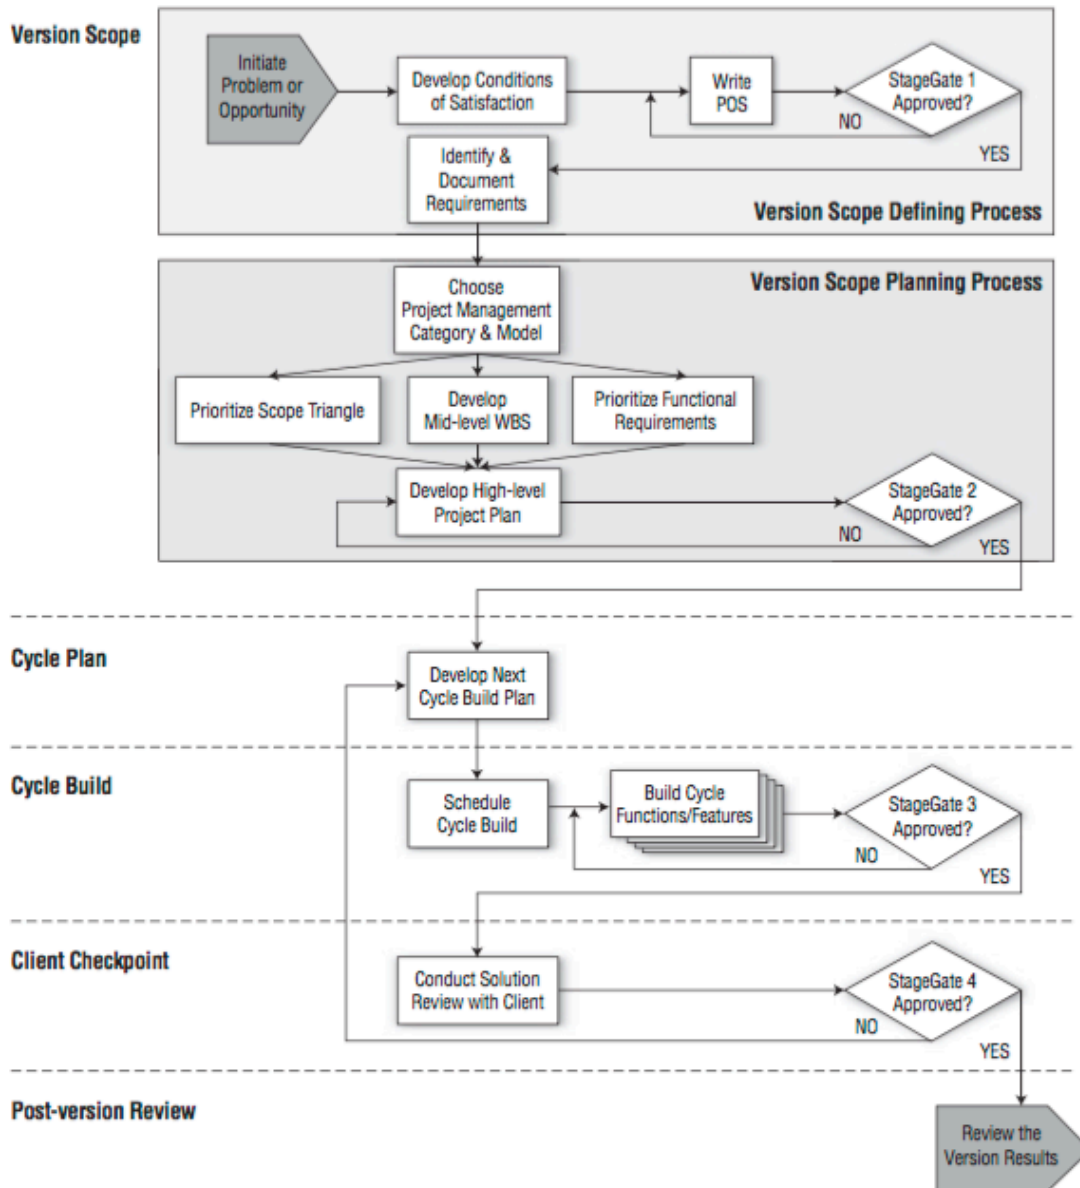 Version Scope
Initiate
Problem or
Opportunity
Develop Conditions
of Satisfaction
Write
POS
StageGate 1
Approved?
NO
YES
Identify &
Document
Requirements
Version Scope Defining Process
Version Scope Planning Process
Choose
Project Management
Category & Model
Prioritize Scope Triangle
Develop
Mid-level WBS
Prioritize Functional
Requirements
Develop High-level
Project Plan
StageGate 2
Approved?
NO
YES
Cycle Plan
Develop Next
Cycle Build Plan
Cycle Build
Schedule
Cycle Build
Build Cycle
Functions/Features
StageGate 3
Approved?
NO
YES
Client Checkpoint
Conduct Solution
Review with Client
StageGate 4
Approved?
NO
YES
Post-version Review
Review the
Version Results